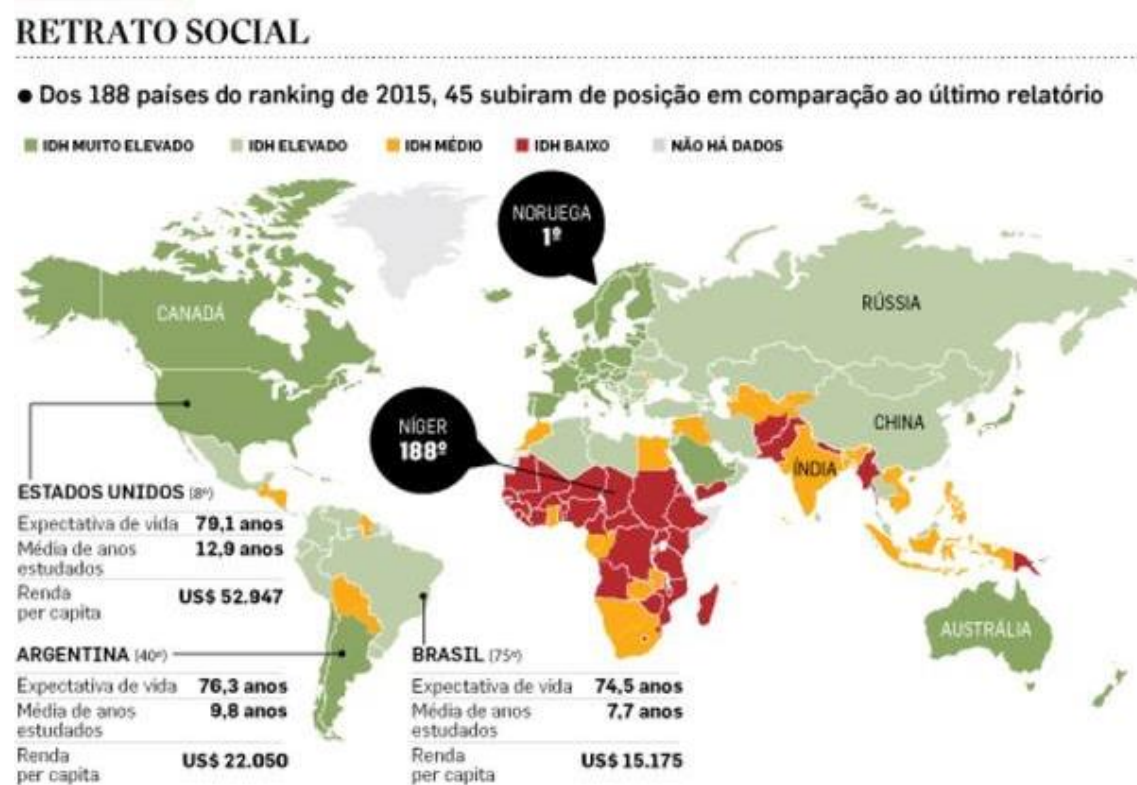 RETRATO SOCIAL
● Dos 188 países do ranking de 2015, 45 subiram de posição em comparação ao último relatório
IDH MUITO ELEVADO IDH ELEVADO IDH MÉDIO IDH BAIXO NÃO HÁ DADOS
NORUEGA
1º
CANADÁ
RÚSSIA
CHINA
ÍNDIA
NÍGER
188º
AUSTRÁLIA
ESTADOS UNIDOS (8º)
Expectativa de vida 79,1 anos
Média de anos 12,9 anos
estudados
Renda US$ 52.947
per capita
ARGENTINA (40º)
Expectativa de vida 76,3 anos
Média de anos 9,8 anos
estudados
Renda US$ 22.050
per capita
BRASIL (75º)
Expectativa de vida 74,5 anos
Média de anos 7,7 anos
estudados
Renda US$ 15.175
per capita